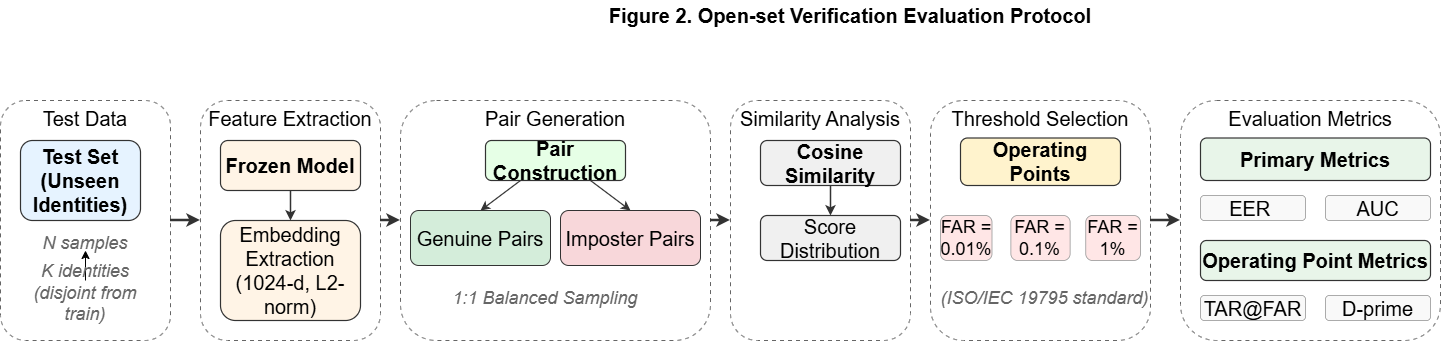 Figure 2. Open-set Verification Evaluation Protocol
Test Data
Test Set
(Unseen
Identities)
N samples
K identities
(disjoint from
train)
Feature Extraction
Frozen Model
Embedding
Extraction
(1024-d, L2-
norm)
Pair Generation
Pair
Construction
Genuine Pairs
Imposter Pairs
1:1 Balanced Sampling
Similarity Analysis
Cosine
Similarity
Score
Distribution
Threshold Selection
Operating
Points
FAR =
0.01%
FAR =
0.1%
FAR =
1%
(ISO/IEC 19795 standard)
Evaluation Metrics
Primary Metrics
EER
AUC
Operating Point Metrics
TAR@FAR
D-prime